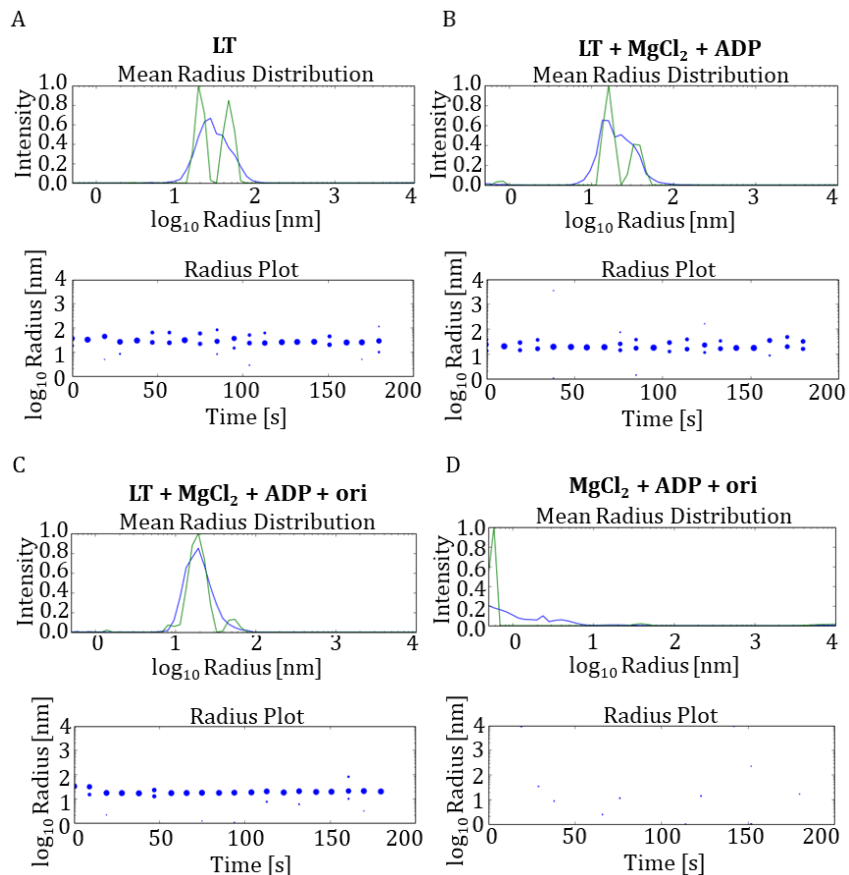 A
LT
Mean Radius Distribution
Intensity
1.0
0.8
0.6
0.4
0.2
0
0 1 2 3 4
log₁₀ Radius [nm]
Radius Plot
log₁₀ Radius [nm]
4
3
2
1
0
0 50 100 150 200
Time [s]
B
LT + MgCl₂ + ADP
Mean Radius Distribution
Intensity
1.0
0.8
0.6
0.4
0.2
0
0 1 2 3 4
log₁₀ Radius [nm]
Radius Plot
log₁₀ Radius [nm]
4
3
2
1
0
0 50 100 150 200
Time [s]
C
LT + MgCl₂ + ADP + ori
Mean Radius Distribution
Intensity
1.0
0.8
0.6
0.4
0.2
0
0 1 2 3 4
log₁₀ Radius [nm]
Radius Plot
log₁₀ Radius [nm]
4
3
2
1
0
0 50 100 150 200
Time [s]
D
MgCl₂ + ADP + ori
Mean Radius Distribution
Intensity
1.0
0.8
0.6
0.4
0.2
0
0 1 2 3 4
log₁₀ Radius [nm]
Radius Plot
log₁₀ Radius [nm]
4
3
2
1
0
0 50 100 150 200
Time [s]